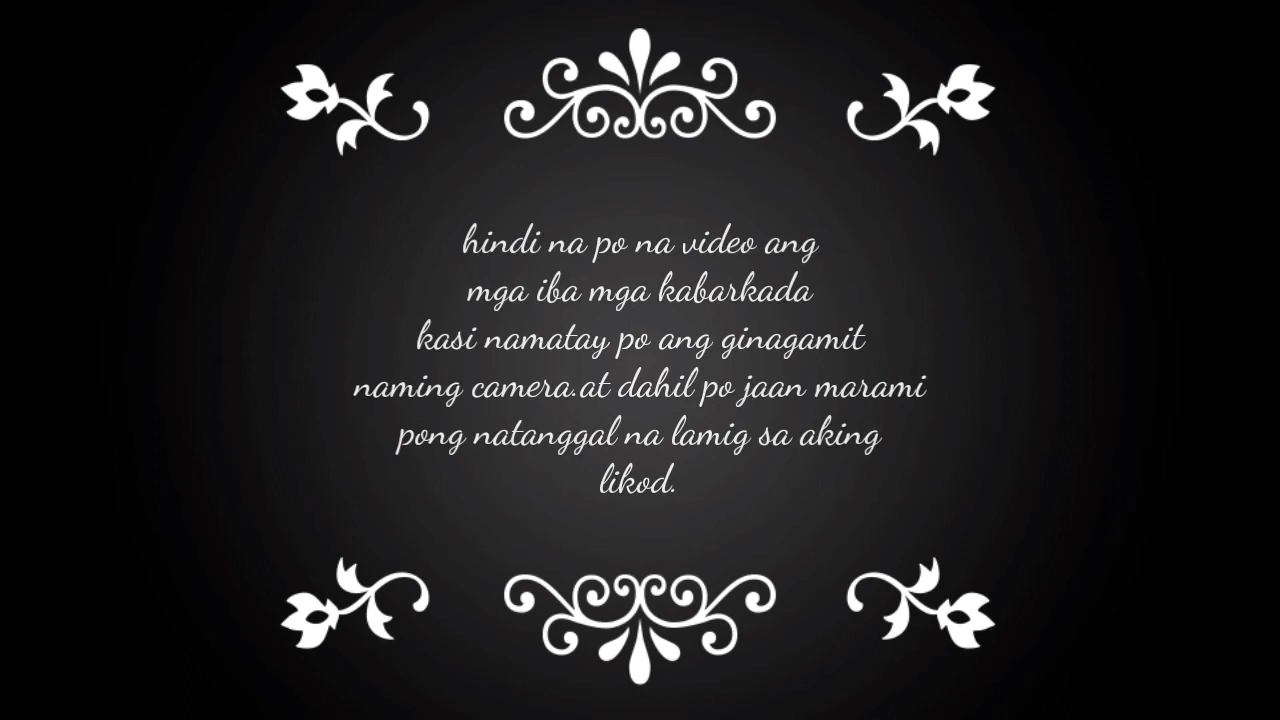 hindi na po na video ang
mga iba mga kabarkada
kasi namatay po ang ginagamit
naming camera.at dahil po jaan marami
pong natanggal na lamig sa aking
likod.